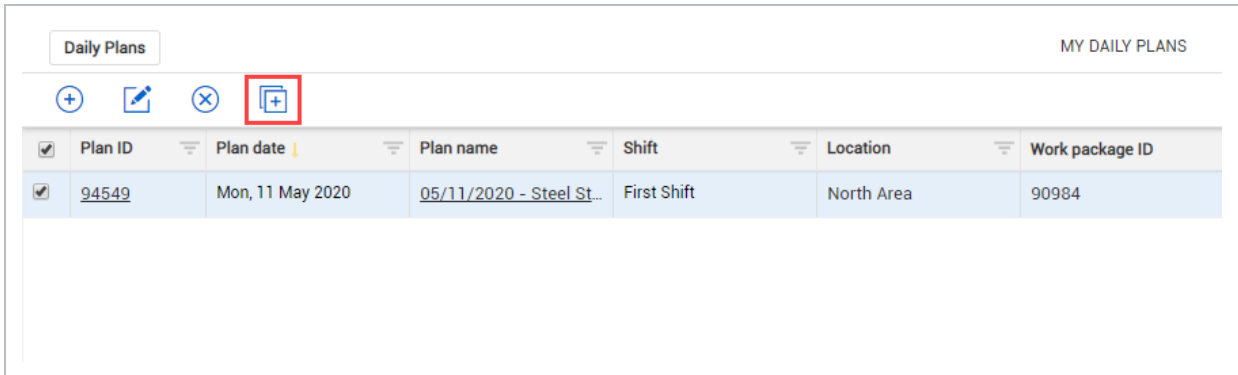 Daily Plans MY DAILY PLANS
Plan ID Plan date Plan name Shift Location Work package ID
94549 Mon, 11 May 2020 05/11/2020 - Steel St... First Shift North Area 90984